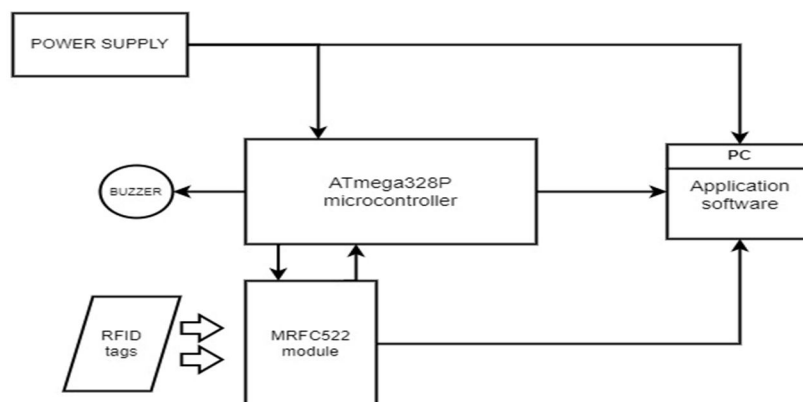 POWER SUPPLY
PC
ATmega328P
microcontroller
BUZZER
Application
software
RFID
tags
MRFC522
module